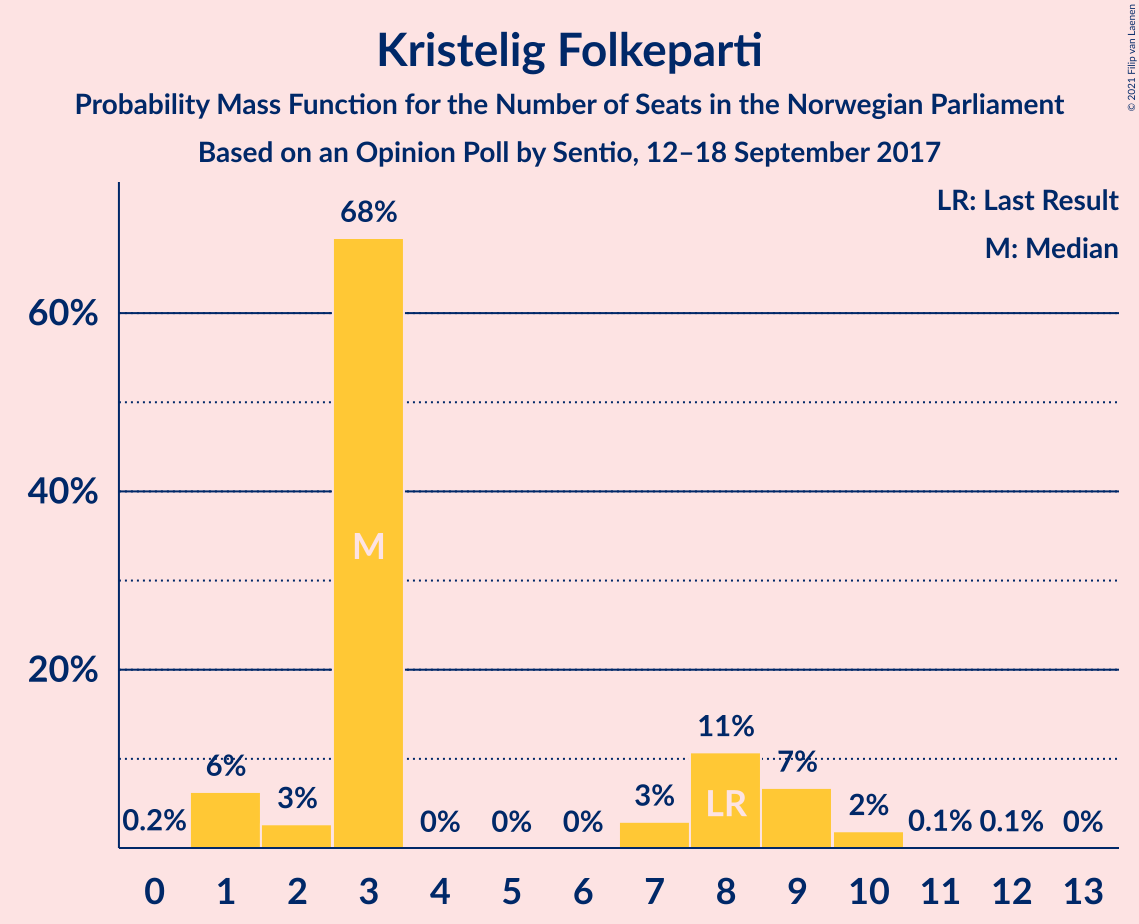 Kristelig Folkeparti
Probability Mass Function for the Number of Seats in the Norwegian Parliament
Based on an Opinion Poll by Sentio, 12–18 September 2017
© 2021 Filip van Laenen
LR: Last Result
M: Median
68%
60%
40%
M
20%
11%
6%
7%
3%
3%
LR
2%
0.2%
0%
0%
0%
0.1%
0.1%
0%
0 1 2 3 4 5 6 7 8 9 10 11 12 13